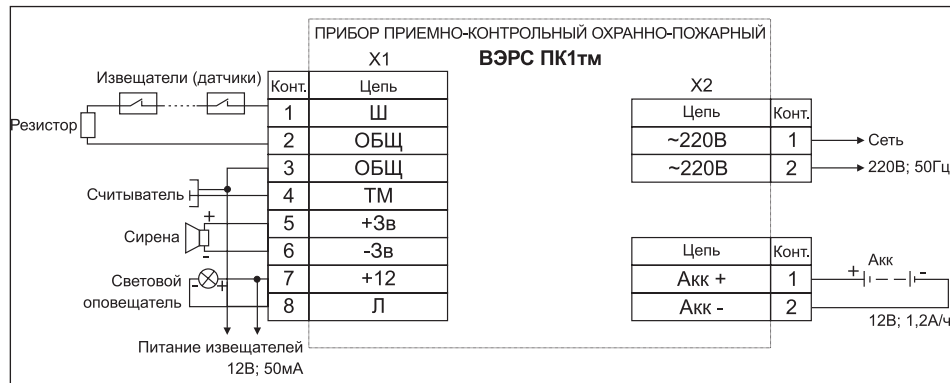 ПРИБОР ПРИЕМНО-КОНТРОЛЬНЫЙ ОХРАННО-ПОЖАРНЫЙ
ВЭРС ПК1тм
X1
Конт. Цепь
1 Ш
2 ОБЩ
3 ОБЩ
4 ТМ
5 +Зв
6 -Зв
7 +12
8 Л
Извещатели (датчики)
Резистор
Считыватель
+
Сирена
-
Световой
оповещатель
- +
Питание извещателей
12В; 50мА
X2
Цепь Конт.
~220В 1
~220В 2
Сеть
220В; 50Гц
Цепь Конт.
Акк + 1
Акк - 2
Акк
+ -
12В; 1,2А/ч